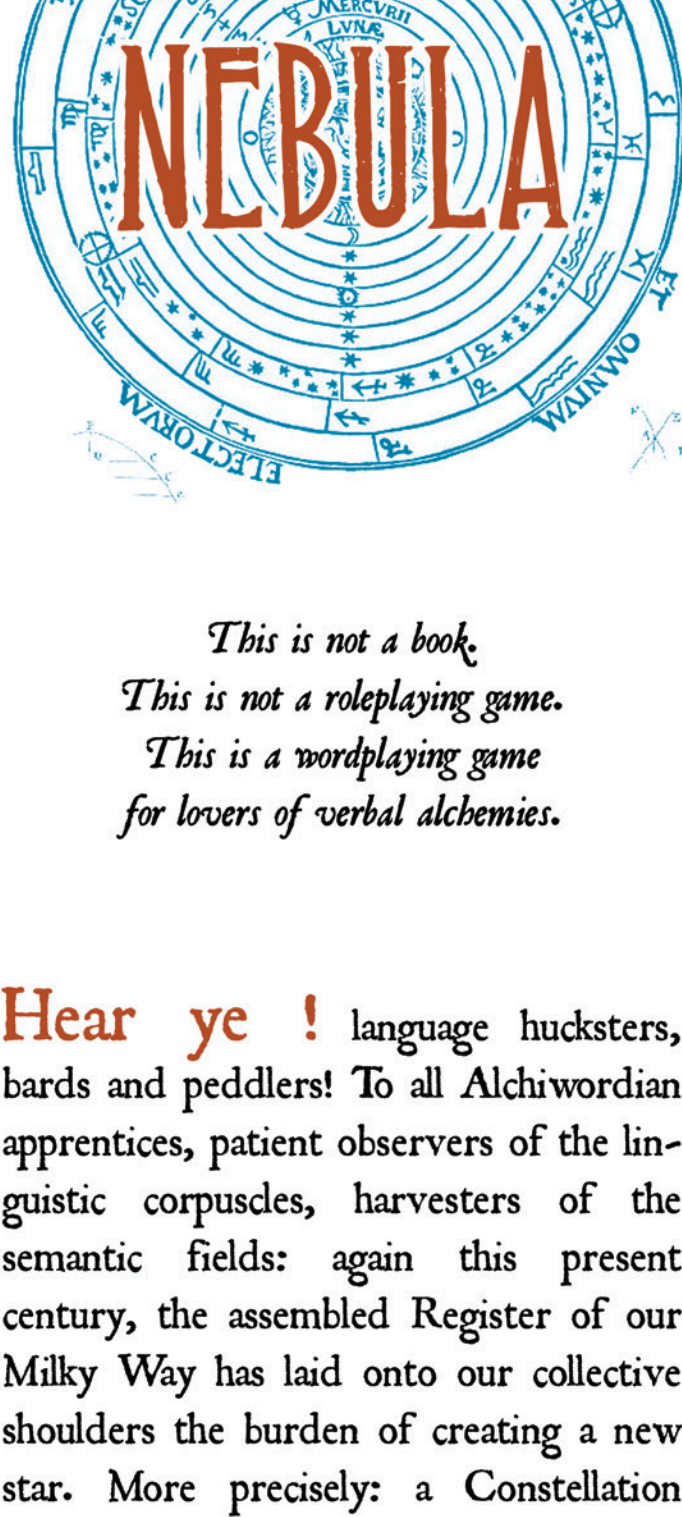 MERCVRII
LVNÆ
NEBULA
ET OMNIVM
ELECTORVM
This is not a book.
This is not a roleplaying game.
This is a wordplaying game
for lovers of verbal alchemies.
Hear ye ! language hucksters,
bards and peddlers! To all Alchiwordian
apprentices, patient observers of the lin-
guistic corpuscles, harvesters of the
semantic fields: again this present
century, the assembled Register of our
Milky Way has laid onto our collective
shoulders the burden of creating a new
star. More precisely: a Constellation